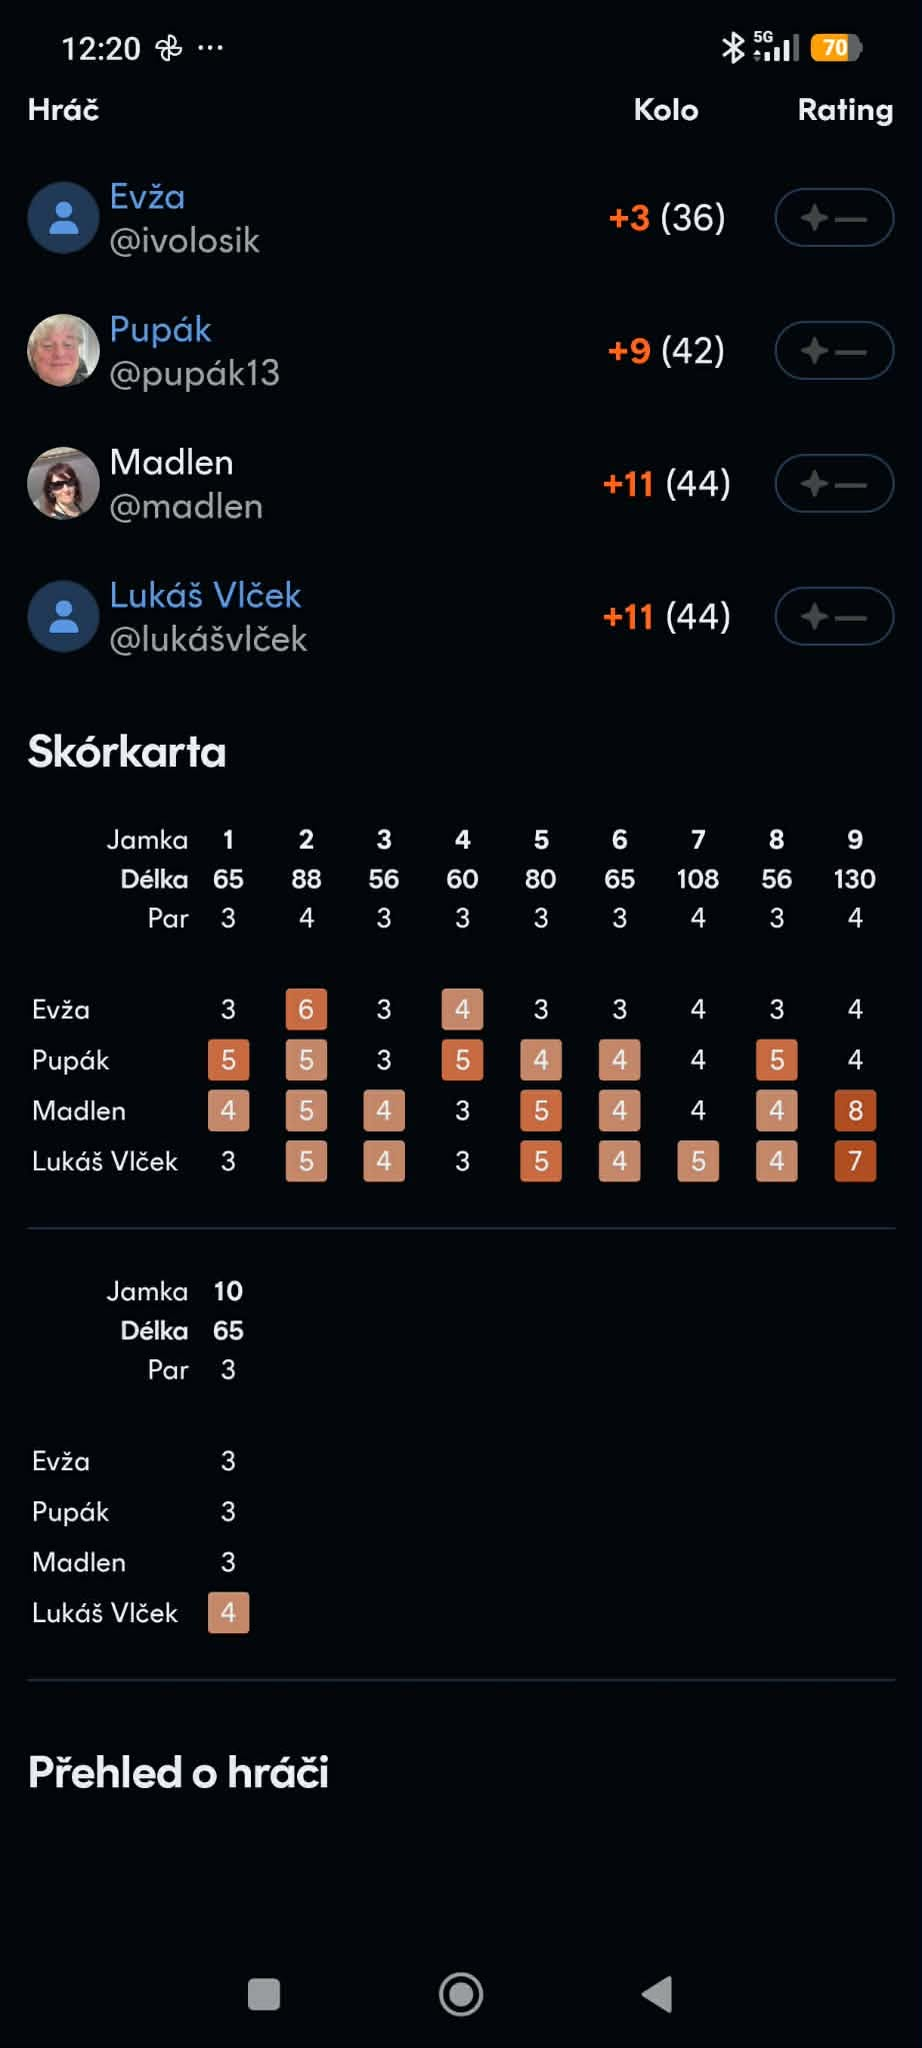 12:20 ... 5G 70
Hráč Kolo Rating
Evža
@ivolosik +3 (36) —
Pupák
@pupák13 +9 (42) —
Madlen
@madlen +11 (44) —
Lukáš Vlček
@lukášvlček +11 (44) —
Skórkarta
Jamka 1 2 3 4 5 6 7 8 9
Délka 65 88 56 60 80 65 108 56 130
Par 3 4 3 3 3 3 4 3 4
Evža 3 6 3 4 3 3 4 3 4
Pupák 5 5 3 5 4 4 4 5 4
Madlen 4 5 4 3 5 4 4 4 8
Lukáš Vlček 3 5 4 3 5 4 5 4 7
Jamka 10
Délka 65
Par 3
Evža 3
Pupák 3
Madlen 3
Lukáš Vlček 4
Přehled o hráči